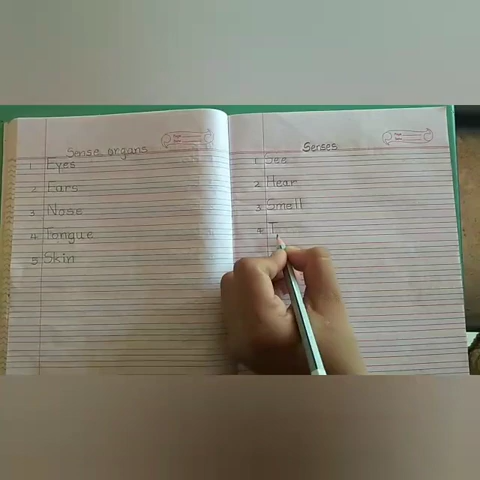 Sense organs
1. Eyes
2. Ears
3. Nose
4. Tongue
5. Skin
Senses
1. See
2. Hear
3. Smell
4. T